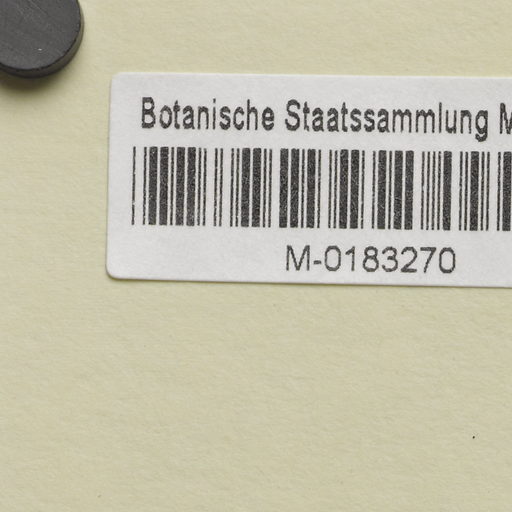 Botanische Staatssammlung M
M-0183270